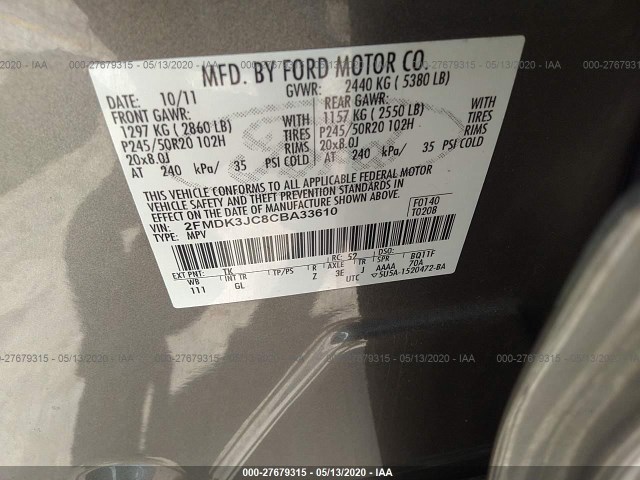 MFD. BY FORD MOTOR CO.
DATE: 10/11 GVWR: 2440 KG ( 5380 LB)
FRONT GAWR: REAR GAWR:
1297 KG ( 2860 LB) WITH 1157 KG ( 2550 LB) WITH
P245/50R20 102H TIRES P245/50R20 102H TIRES
20x8.0J RIMS 20x8.0J RIMS
AT 240 kPa/ 35 PSI COLD AT 240 kPa/ 35 PSI COLD
THIS VEHICLE CONFORMS TO ALL APPLICABLE FEDERAL MOTOR
VEHICLE SAFETY AND THEFT PREVENTION STANDARDS IN
EFFECT ON THE DATE OF MANUFACTURE SHOWN ABOVE.
VIN: 2FMDK3JC8CBA33610 F0140
TYPE: MPV T0208
EXT PNT: TK RC: 52 DSO:
WB INT TR TP/PS R AXLE TR SPR BQ11F
111 GL Z 3E J AAAA 70A
UTC 5U5A-1520472-BA
000-27679315 - 05/13/2020 - IAA
000-27679315 - 05/13/2020 - IAA
000-27679315 - 05/13/2020 - IAA
000-27679315 - 05/13/2020 - IAA
000-27679315 - 05/13/2020 - IAA
000-27679315 - 05/13/2020 - IAA
000-27679315 - 05/13/2020 - IAA